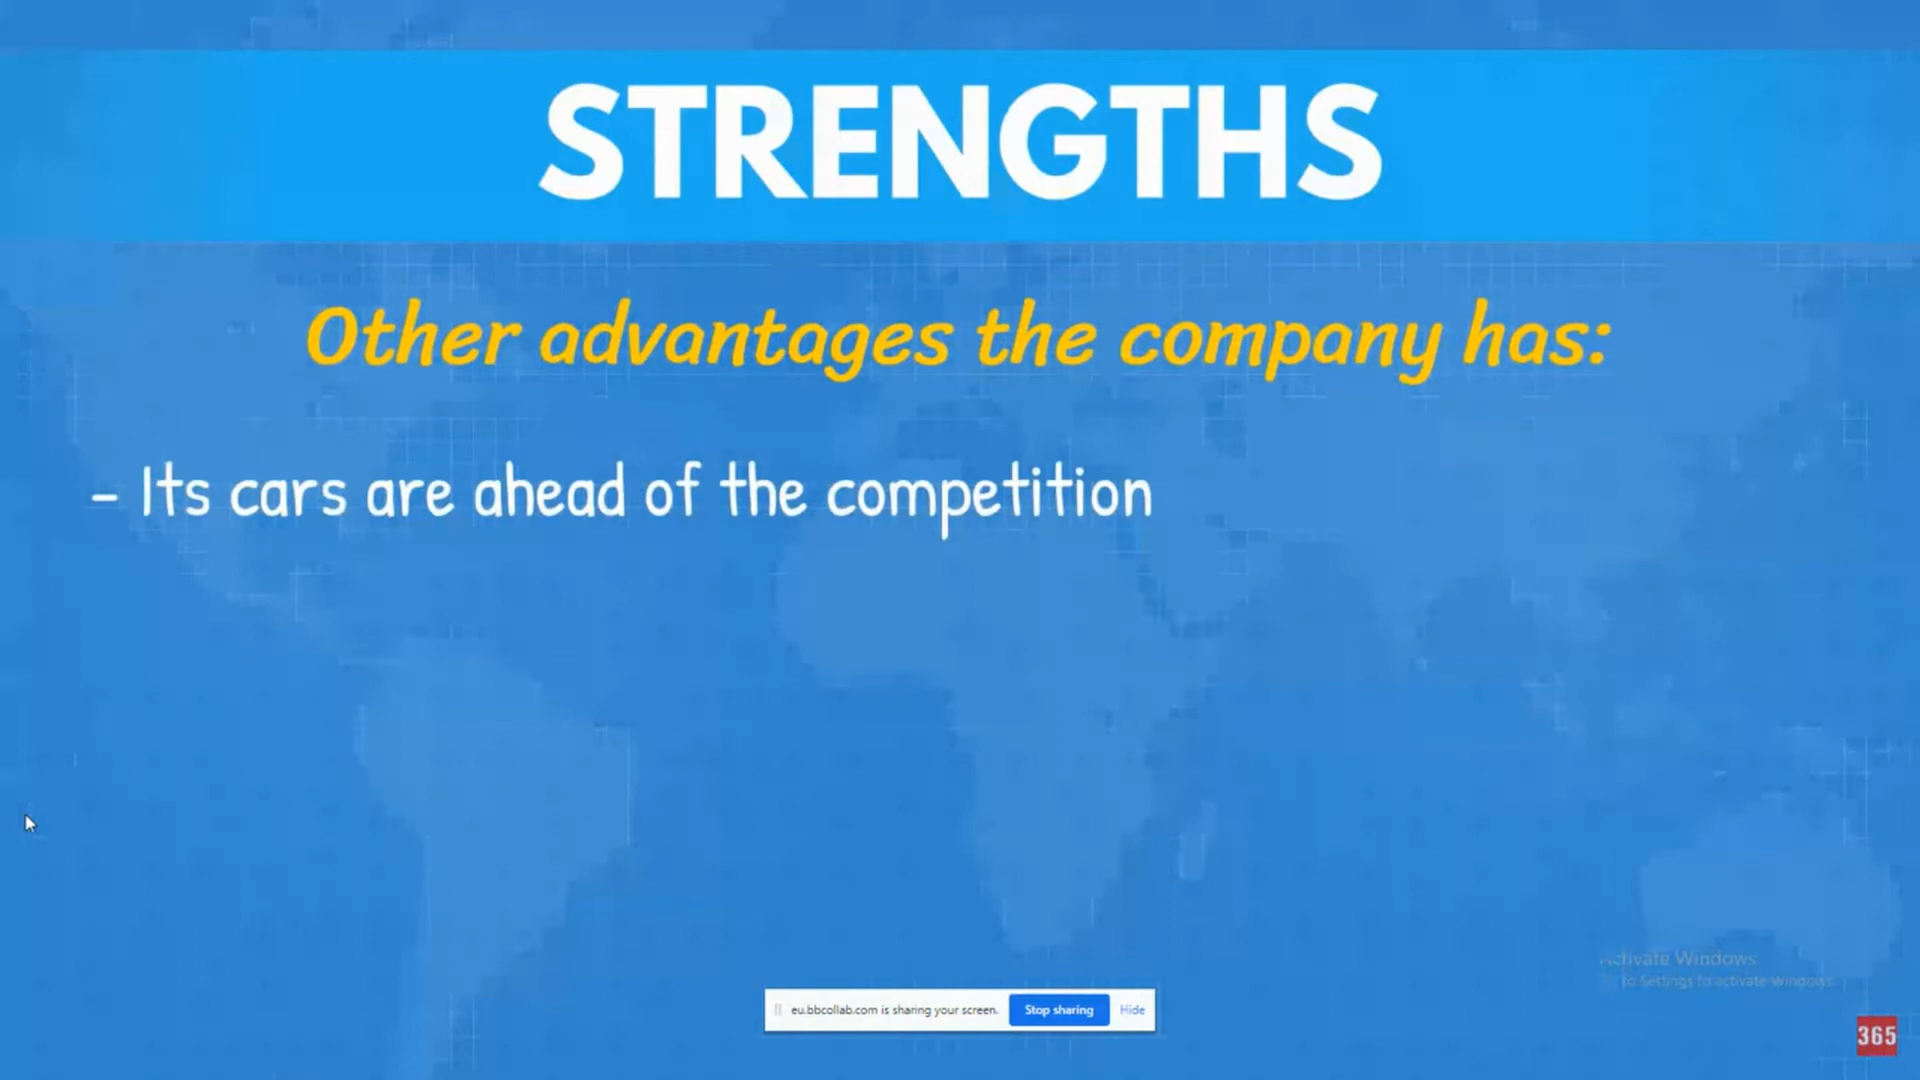 STRENGTHS
Other advantages the company has:
- Its cars are ahead of the competition
Activate Windows
to Settings to activate Windows.
eu.bbcollab.com is sharing your screen. Stop sharing Hide
365